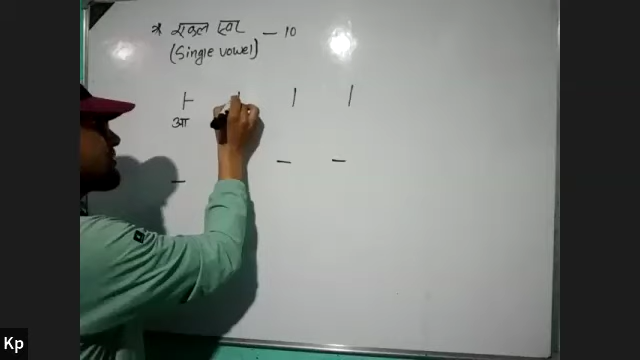 * एकल स्वर — 10
(Single vowel)
ㅏ ㅣ ㅣ ㅣ
आ
— — —
Kp